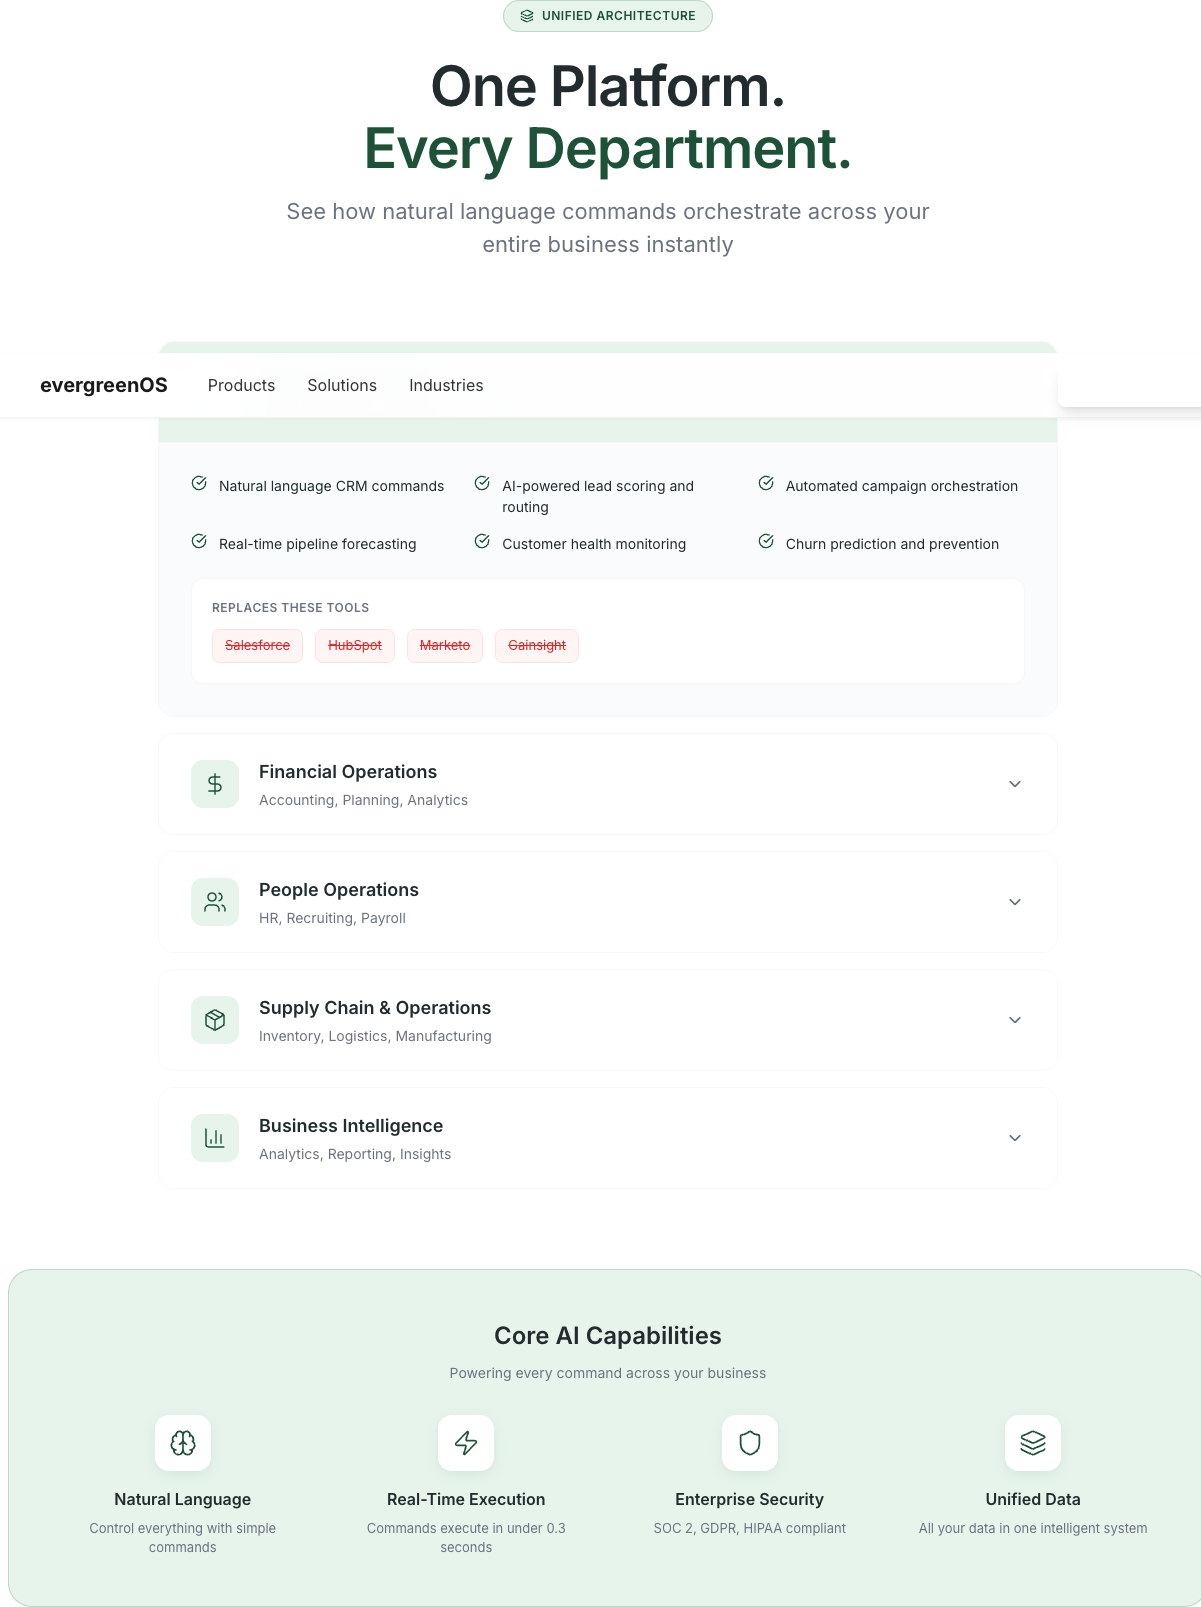 UNIFIED ARCHITECTURE
One Platform.
Every Department.
See how natural language commands orchestrate across your
entire business instantly
evergreenOS Products Solutions Industries
Natural language CRM commands
AI-powered lead scoring and
routing
Automated campaign orchestration
Real-time pipeline forecasting
Customer health monitoring
Churn prediction and prevention
REPLACES THESE TOOLS
Salesforce HubSpot Marketo Gainsight
Financial Operations
Accounting, Planning, Analytics
People Operations
HR, Recruiting, Payroll
Supply Chain & Operations
Inventory, Logistics, Manufacturing
Business Intelligence
Analytics, Reporting, Insights
Core AI Capabilities
Powering every command across your business
Natural Language
Control everything with simple
commands
Real-Time Execution
Commands execute in under 0.3
seconds
Enterprise Security
SOC 2, GDPR, HIPAA compliant
Unified Data
All your data in one intelligent system